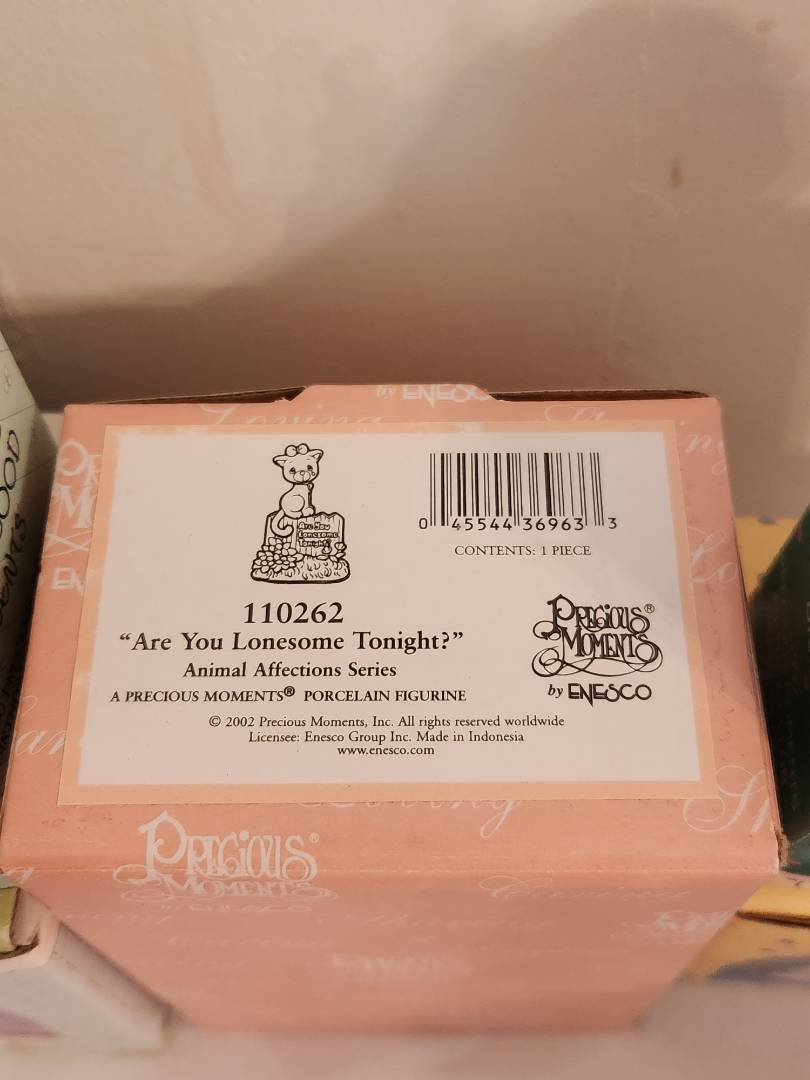 by ENESCO
Loving
Are You
Lonesome
Tonight?
0 45544 36963 3
CONTENTS: 1 PIECE
110262
“Are You Lonesome Tonight?”
Animal Affections Series
A PRECIOUS MOMENTS® PORCELAIN FIGURINE
PRECIOUS®
MOMENTS
by ENESCO
© 2002 Precious Moments, Inc. All rights reserved worldwide
Licensee: Enesco Group Inc. Made in Indonesia
www.enesco.com
Loving
PRECIOUS®
MOMENTS